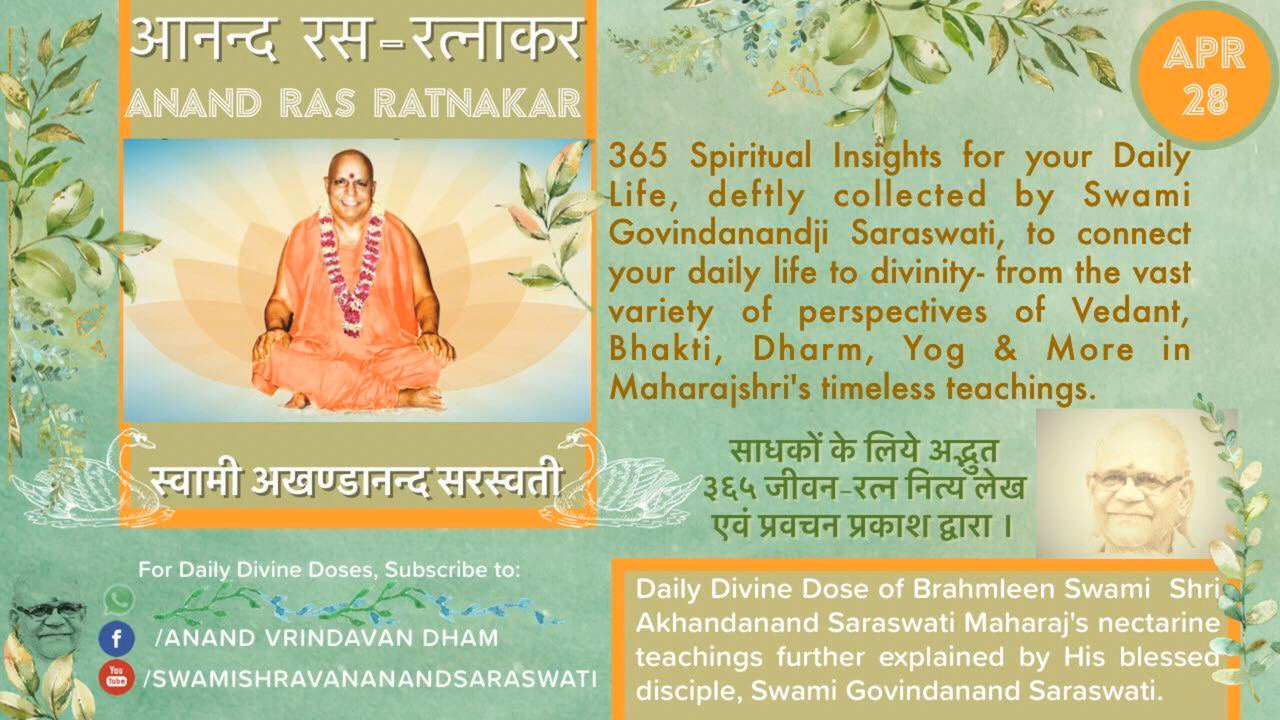 आनन्द रस-रत्नाकर
ANAND RAS RATNAKAR
स्वामी अखण्डानन्द सरस्वती
For Daily Divine Doses, Subscribe to:
/ANAND VRINDAVAN DHAM
You
Tube
/SWAMISHRAVANANANDSARASWATI
APR
28
365 Spiritual Insights for your Daily
Life, deftly collected by Swami
Govindanandji Saraswati, to connect
your daily life to divinity- from the vast
variety of perspectives of Vedant,
Bhakti, Dharm, Yog & More in
Maharajshri's timeless teachings.
साधकों के लिये अद्भुत
३६५ जीवन-रत्न नित्य लेख
एवं प्रवचन प्रकाश द्वारा ।
Daily Divine Dose of Brahmleen Swami Shri
Akhandanand Saraswati Maharaj's nectarine
teachings further explained by His blessed
disciple, Swami Govindanand Saraswati.